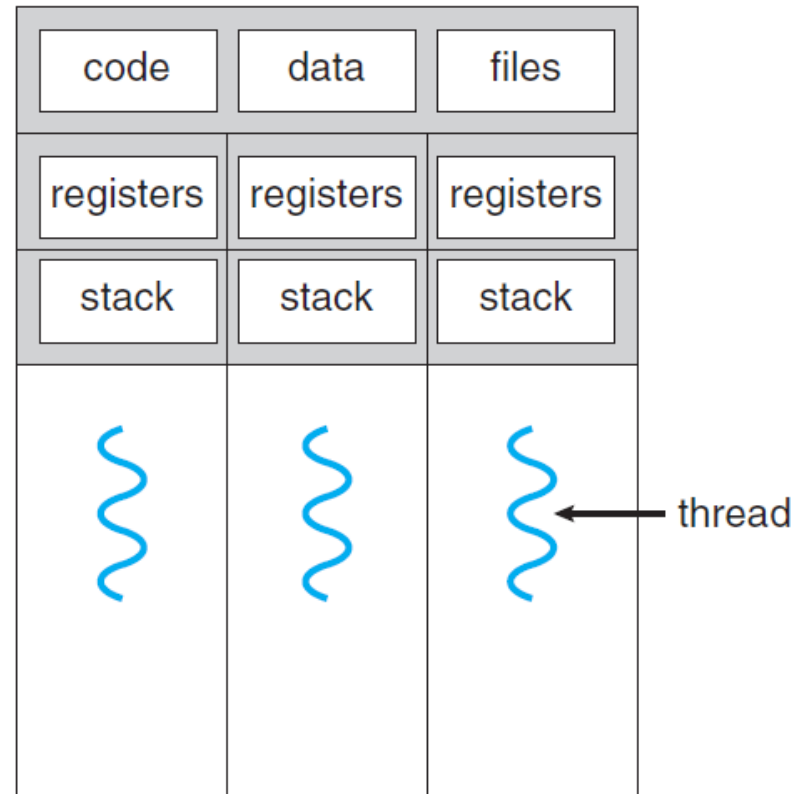 code data files
registers registers registers
stack stack stack
thread